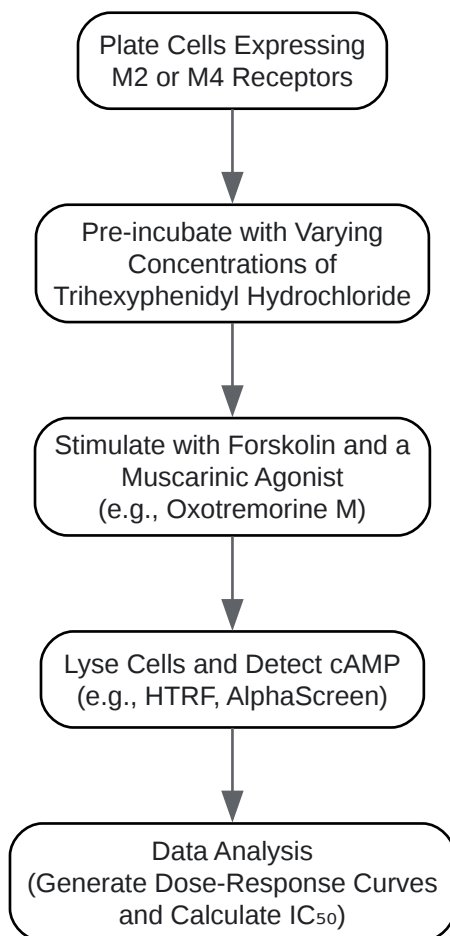 Plate Cells Expressing
M2 or M4 Receptors
Pre-incubate with Varying
Concentrations of
Trihexyphenidyl Hydrochloride
Stimulate with Forskolin and a
Muscarinic Agonist
(e.g., Oxotremorine M)
Lyse Cells and Detect cAMP
(e.g., HTRF, AlphaScreen)
Data Analysis
(Generate Dose-Response Curves
and Calculate IC₅₀)